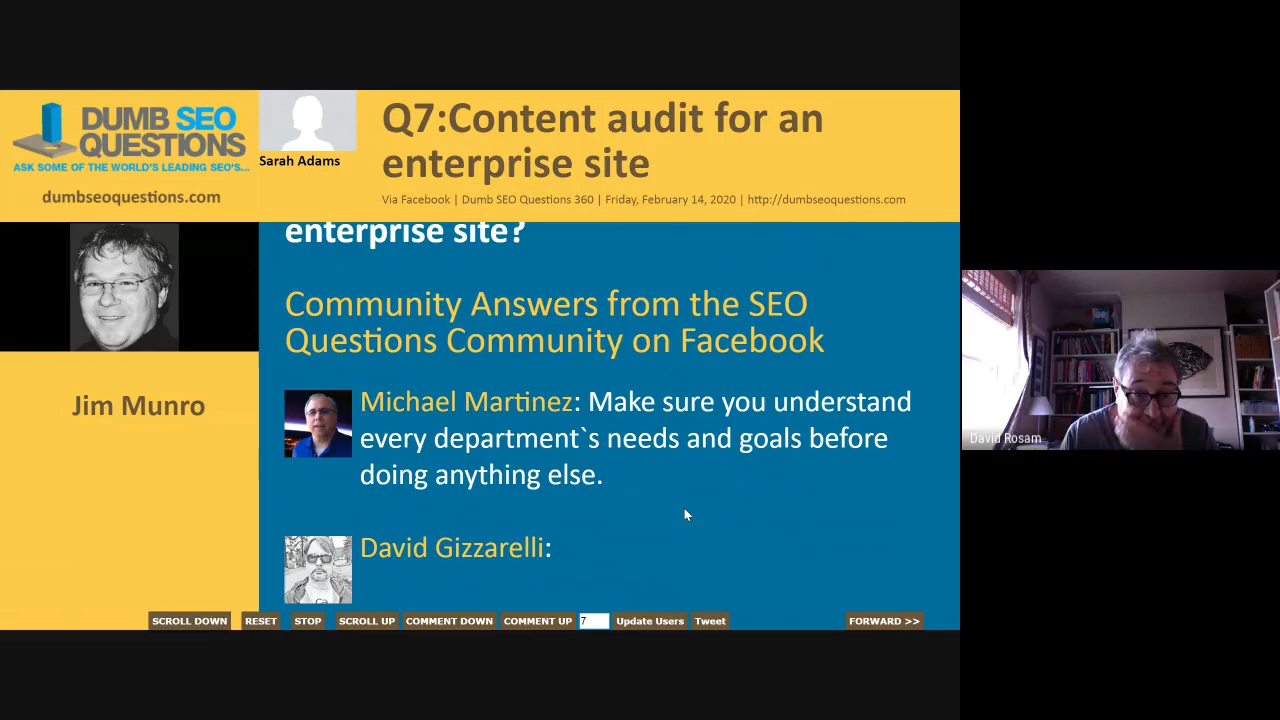 DUMB SEO
QUESTIONS
ASK SOME OF THE WORLD'S LEADING SEO'S...
dumbseoquestions.com
Sarah Adams
Q7:Content audit for an
enterprise site
Via Facebook | Dumb SEO Questions 360 | Friday, February 14, 2020 | http://dumbseoquestions.com
Jim Munro
enterprise site?
Community Answers from the SEO
Questions Community on Facebook
Michael Martinez: Make sure you understand
every department`s needs and goals before
doing anything else.
David Gizzarelli:
David Rosam
SCROLL DOWN RESET STOP SCROLL UP COMMENT DOWN COMMENT UP 7 Update Users Tweet FORWARD >>